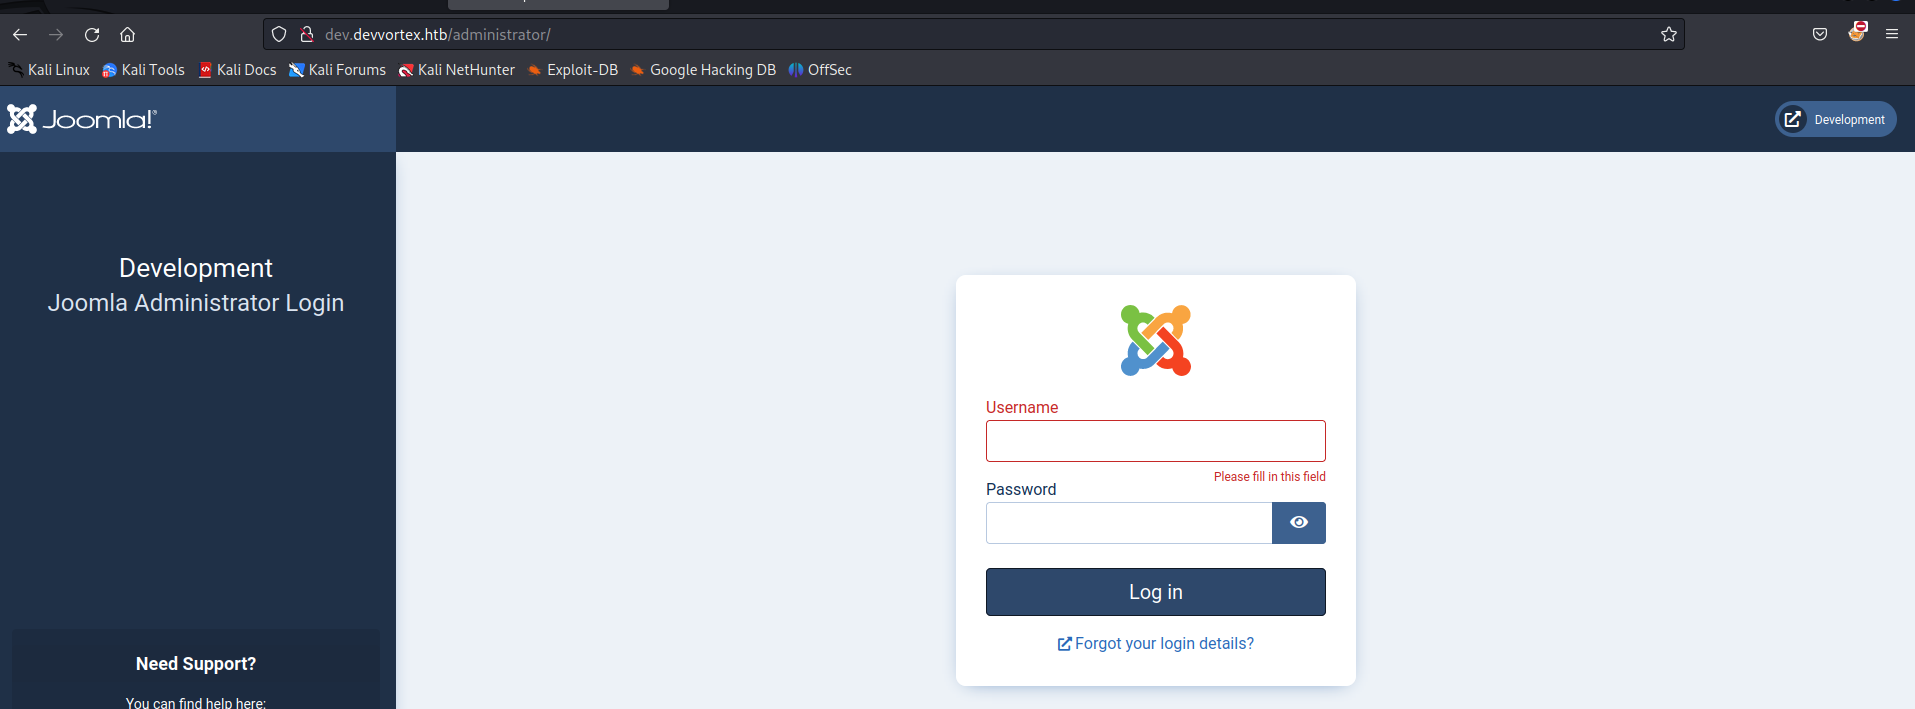 dev.devvortex.htb/administrator/
Kali Linux Kali Tools Kali Docs Kali Forums Kali NetHunter Exploit-DB Google Hacking DB OffSec
Joomla!®
Development
Development
Joomla Administrator Login
Username
Please fill in this field
Password
Log in
Forgot your login details?
Need Support?
You can find help here: